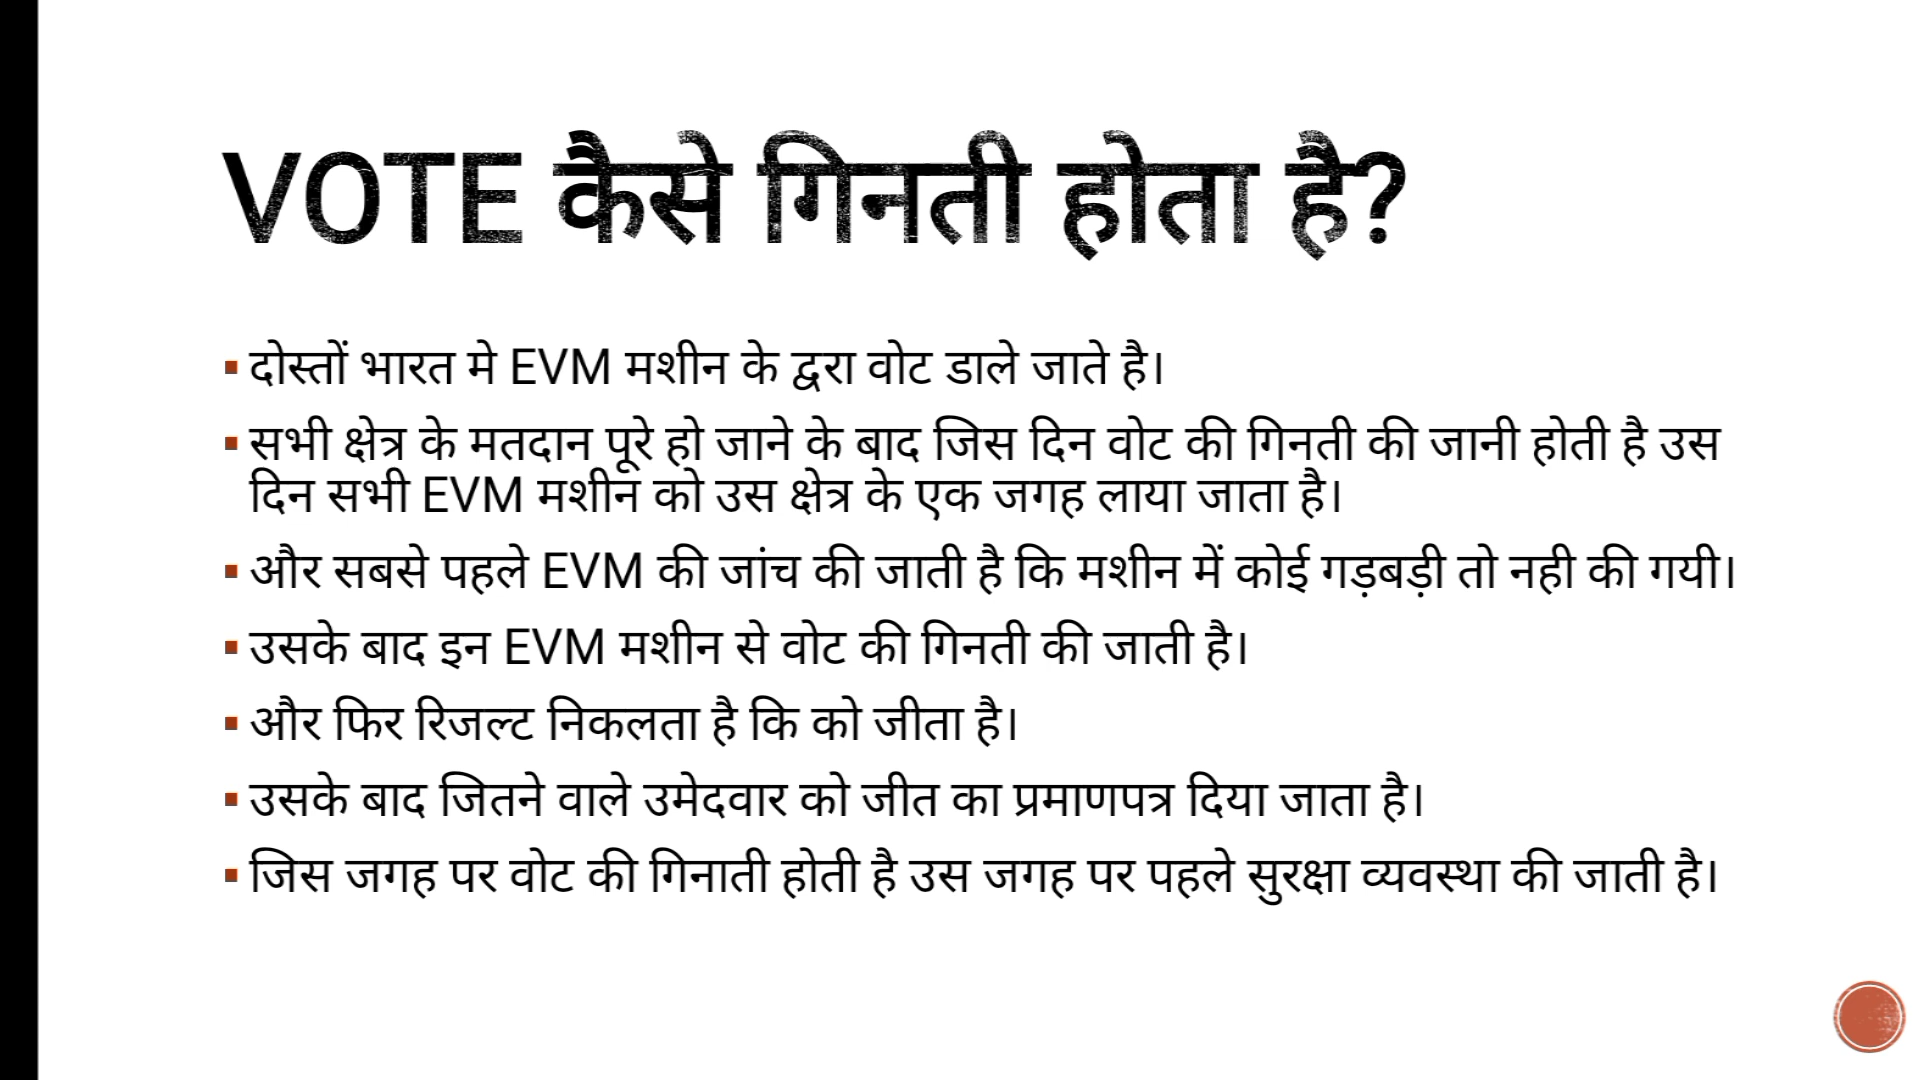 VOTE कैसे गिनती होता है?
दोस्तों भारत मे EVM मशीन के द्वरा वोट डाले जाते है।
सभी क्षेत्र के मतदान पूरे हो जाने के बाद जिस दिन वोट की गिनती की जानी होती है उस
दिन सभी EVM मशीन को उस क्षेत्र के एक जगह लाया जाता है।
और सबसे पहले EVM की जांच की जाती है कि मशीन में कोई गड़बड़ी तो नही की गयी।
उसके बाद इन EVM मशीन से वोट की गिनती की जाती है।
और फिर रिजल्ट निकलता है कि को जीता है।
उसके बाद जितने वाले उमेदवार को जीत का प्रमाणपत्र दिया जाता है।
जिस जगह पर वोट की गिनाती होती है उस जगह पर पहले सुरक्षा व्यवस्था की जाती है।